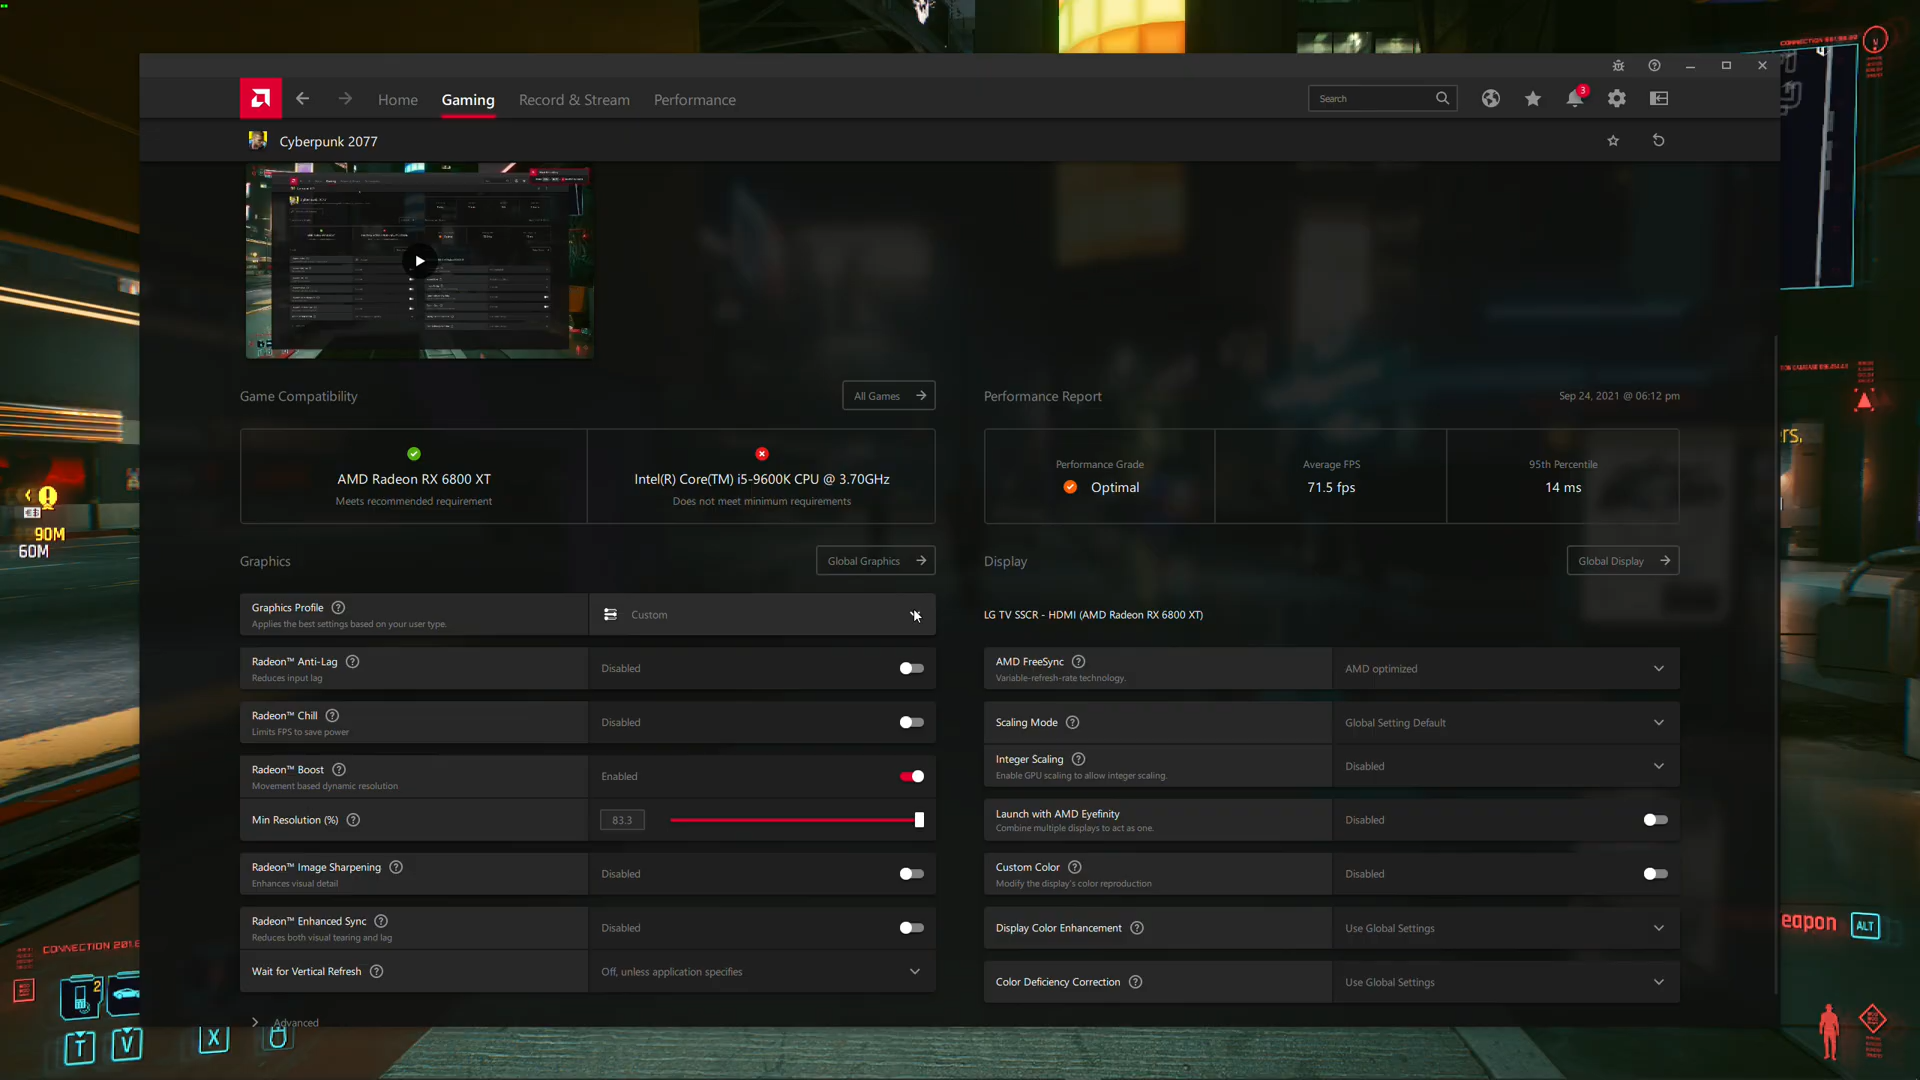 Home
Gaming
Record & Stream
Performance
Search
3
Cyberpunk 2077
Game Compatibility
All Games
Performance Report
Sep 24, 2021 @ 06:12 pm
AMD Radeon RX 6800 XT
Meets recommended requirement
Intel(R) Core(TM) i5-9600K CPU @ 3.70GHz
Does not meet minimum requirements
Performance Grade
Optimal
Average FPS
71.5 fps
95th Percentile
14 ms
Graphics
Global Graphics
Display
Global Display
Graphics Profile
Applies the best settings based on your user type.
Custom
LG TV SSCR - HDMI (AMD Radeon RX 6800 XT)
Radeon™ Anti-Lag
Reduces input lag
Disabled
AMD FreeSync
Variable-refresh-rate technology.
AMD optimized
Radeon™ Chill
Limits FPS to save power
Disabled
Scaling Mode
Global Setting Default
Radeon™ Boost
Movement based dynamic resolution
Enabled
Integer Scaling
Enable GPU scaling to allow integer scaling.
Disabled
Min Resolution (%)
83.3
Launch with AMD Eyefinity
Combine multiple displays to act as one.
Disabled
Radeon™ Image Sharpening
Enhances visual detail
Disabled
Custom Color
Modify the display's color reproduction
Disabled
Radeon™ Enhanced Sync
Reduces both visual tearing and lag
Disabled
Display Color Enhancement
Use Global Settings
Wait for Vertical Refresh
Off, unless application specifies
Color Deficiency Correction
Use Global Settings
Advanced
90M
60M
rs.
eapon
ALT
2
T
V
X